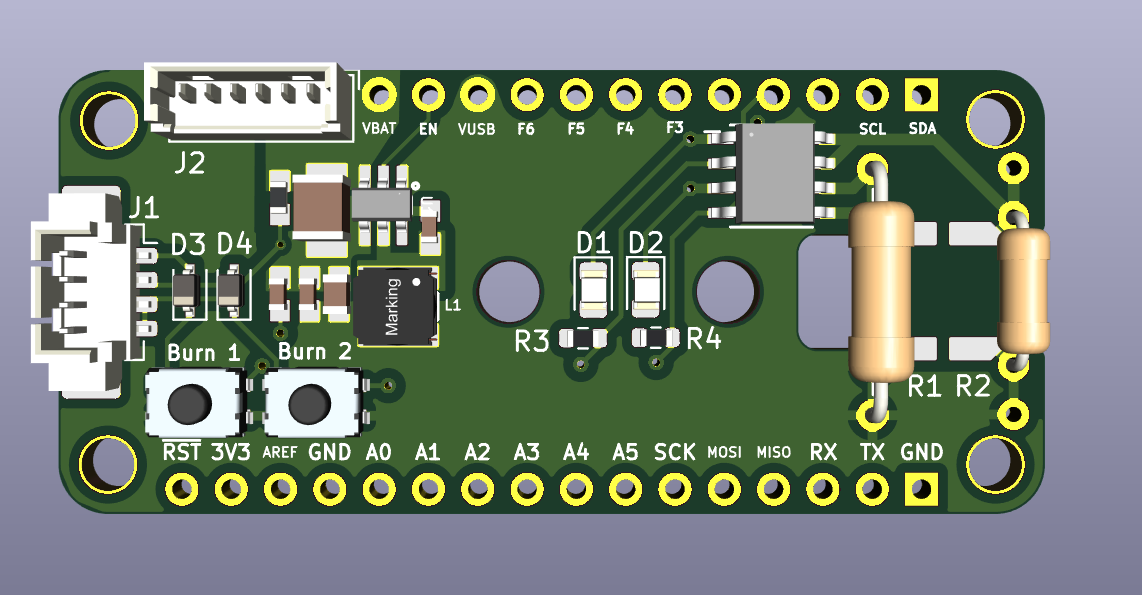 VBAT EN VUSB F6 F5 F4 F3 SCL SDA
J2
J1
D3 D4 D1 D2
Marking
L1
R3 R4
Burn 1 Burn 2
R1 R2
RST 3V3 AREF GND A0 A1 A2 A3 A4 A5 SCK MOSI MISO RX TX GND